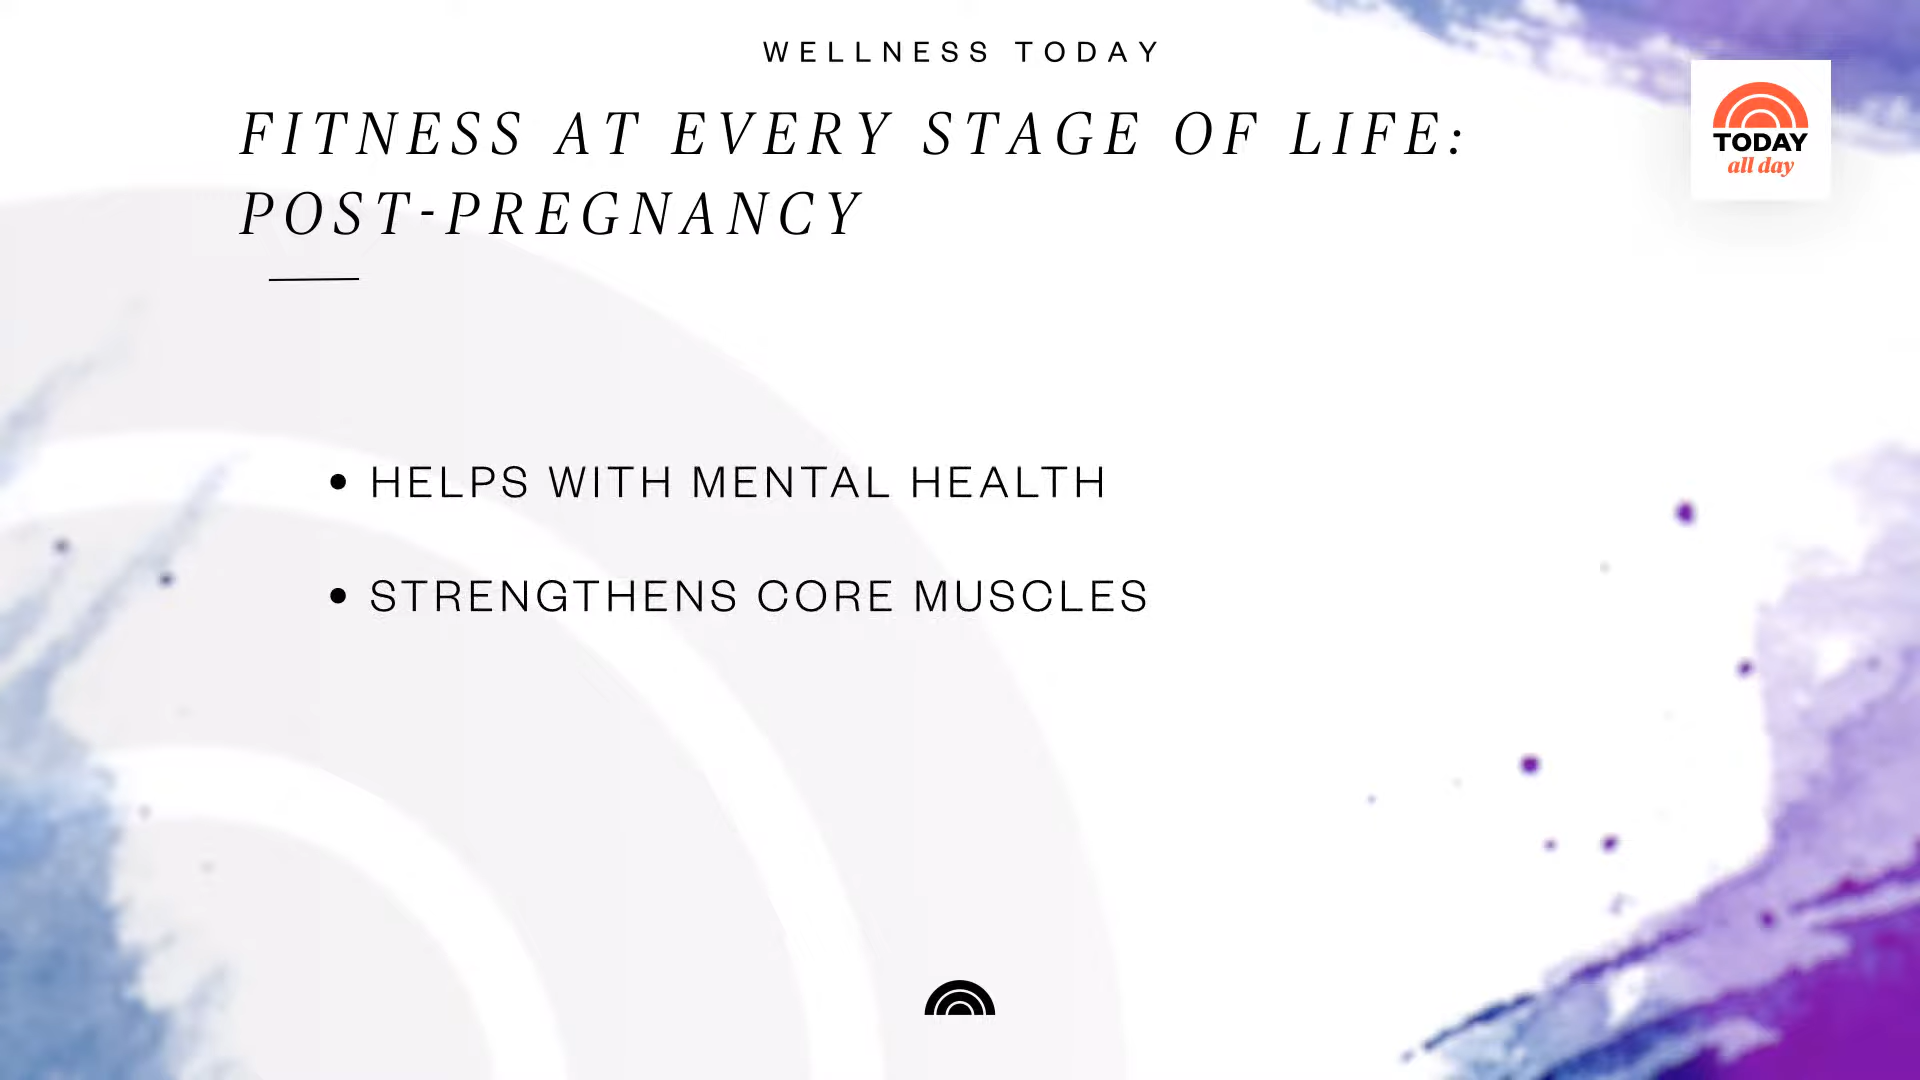 WELLNESS TODAY
FITNESS AT EVERY STAGE OF LIFE:
POST-PREGNANCY
TODAY
all day
• HELPS WITH MENTAL HEALTH
• STRENGTHENS CORE MUSCLES